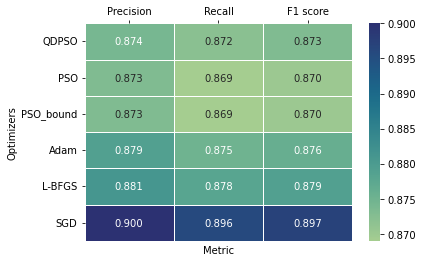 Precision Recall F1 score
QDPSO 0.874 0.872 0.873
PSO 0.873 0.869 0.870
PSO_bound 0.873 0.869 0.870
Adam 0.879 0.875 0.876
L-BFGS 0.881 0.878 0.879
SGD 0.900 0.896 0.897
Optimizers
Metric
0.900
0.895
0.890
0.885
0.880
0.875
0.870